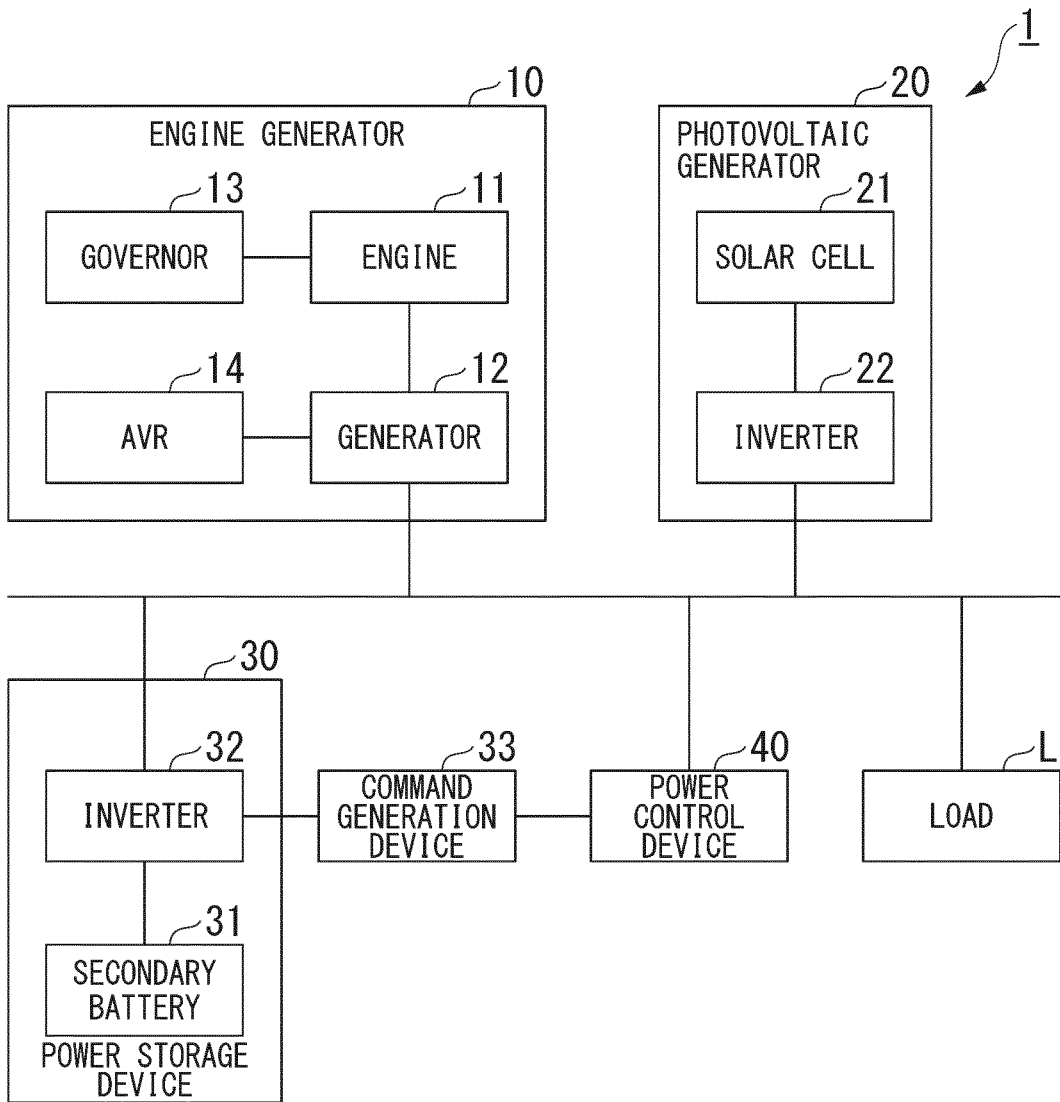 1
10
20
ENGINE GENERATOR
PHOTOVOLTAIC
GENERATOR
13
11
21
GOVERNOR
ENGINE
SOLAR CELL
14
12
22
AVR
GENERATOR
INVERTER
30
32
33
40
L
INVERTER
COMMAND
GENERATION
DEVICE
POWER
CONTROL
DEVICE
LOAD
31
SECONDARY
BATTERY
POWER STORAGE
DEVICE